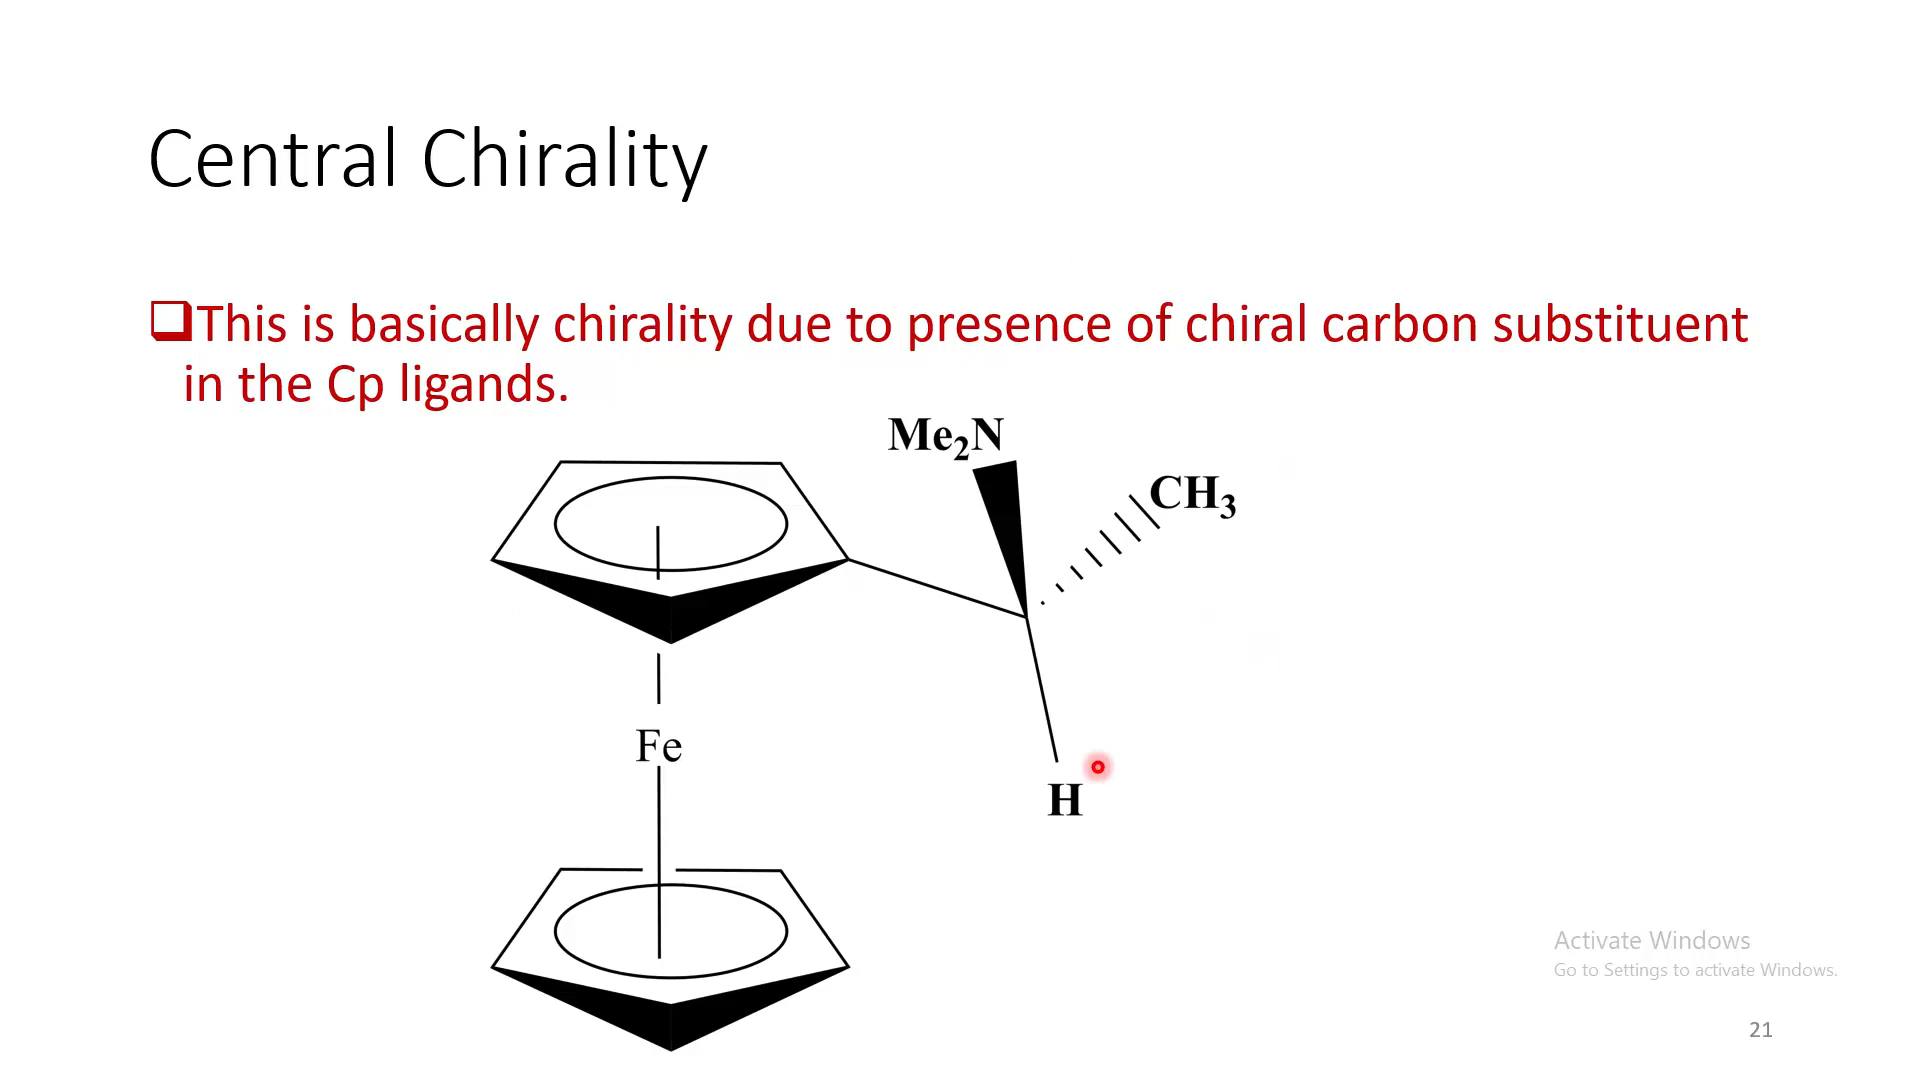 Central Chirality
❑This is basically chirality due to presence of chiral carbon substituent
in the Cp ligands.
Me₂N
CH₃
Fe
H
Activate Windows
Go to Settings to activate Windows.
21